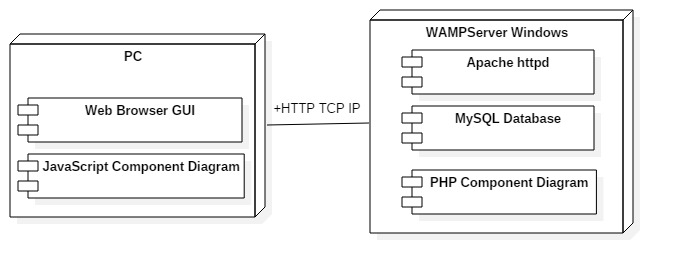 PC
Web Browser GUI
JavaScript Component Diagram
+HTTP TCP IP
WAMPServer Windows
Apache httpd
MySQL Database
PHP Component Diagram